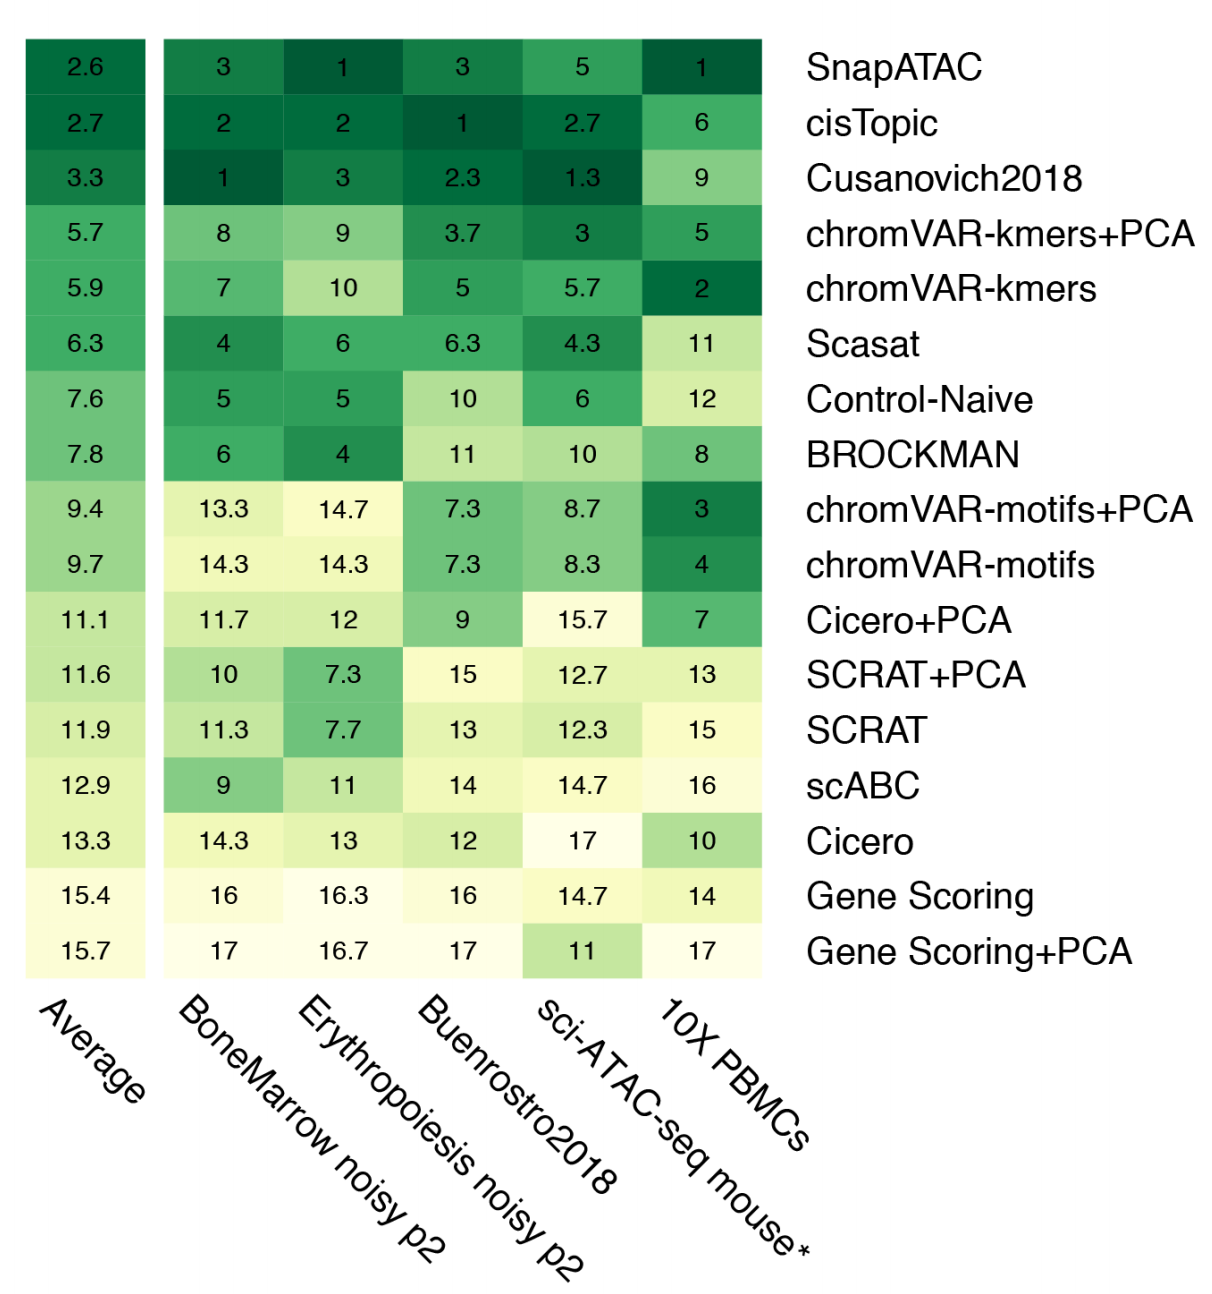 2.6 3 1 3 5 1 SnapATAC
2.7 2 2 1 2.7 6 cisTopic
3.3 1 3 2.3 1.3 9 Cusanovich2018
5.7 8 9 3.7 3 5 chromVAR-kmers+PCA
5.9 7 10 5 5.7 2 chromVAR-kmers
6.3 4 6 6.3 4.3 11 Scasat
7.6 5 5 10 6 12 Control-Naive
7.8 6 4 11 10 8 BROCKMAN
9.4 13.3 14.7 7.3 8.7 3 chromVAR-motifs+PCA
9.7 14.3 14.3 7.3 8.3 4 chromVAR-motifs
11.1 11.7 12 9 15.7 7 Cicero+PCA
11.6 10 7.3 15 12.7 13 SCRAT+PCA
11.9 11.3 7.7 13 12.3 15 SCRAT
12.9 9 11 14 14.7 16 scABC
13.3 14.3 13 12 17 10 Cicero
15.4 16 16.3 16 14.7 14 Gene Scoring
15.7 17 16.7 17 11 17 Gene Scoring+PCA
Average
BoneMarrow noisy p2
Erythropoiesis noisy p2
Buenrostro2018
sci-ATAC-seq mouse*
10X PBMCs